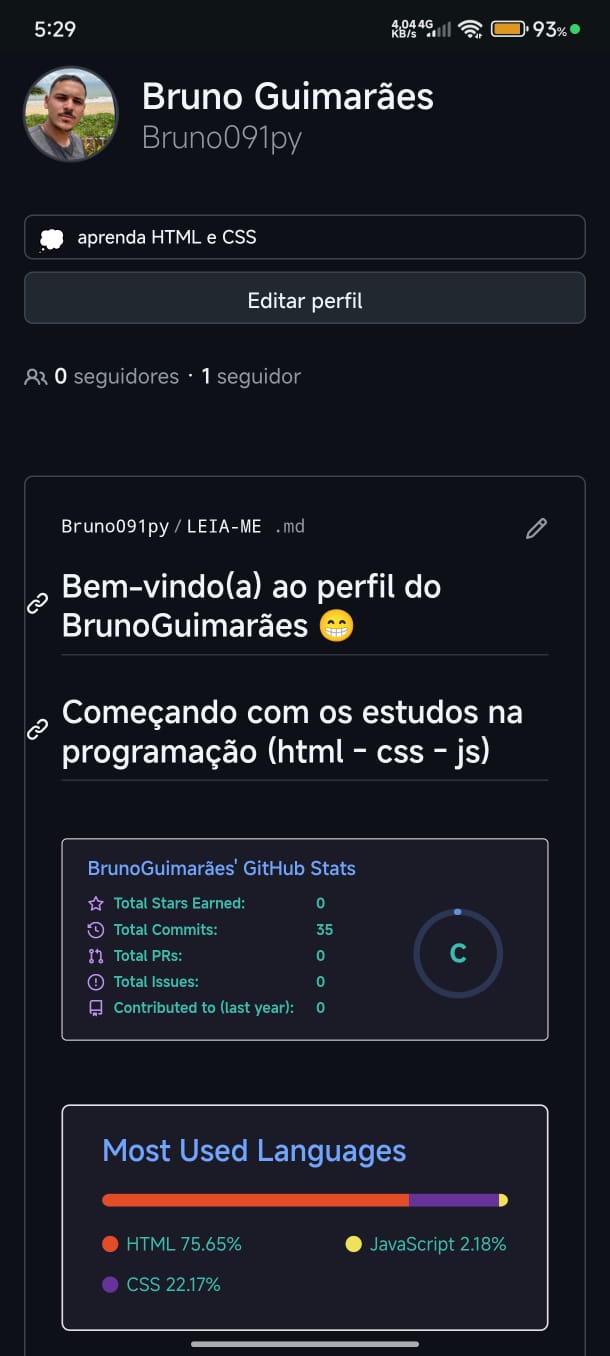 5:29
4,04 4G
KB/s
93%
Bruno Guimarães
Bruno091py
aprenda HTML e CSS
Editar perfil
0 seguidores · 1 seguidor
Bruno091py/LEIA-ME .md
Bem-vindo(a) ao perfil do
BrunoGuimarães 😁
Começando com os estudos na
programação (html - css - js)
BrunoGuimarães' GitHub Stats
Total Stars Earned: 0
Total Commits: 35
Total PRs: 0
Total Issues: 0
Contributed to (last year): 0
C
Most Used Languages
HTML 75.65%
JavaScript 2.18%
CSS 22.17%